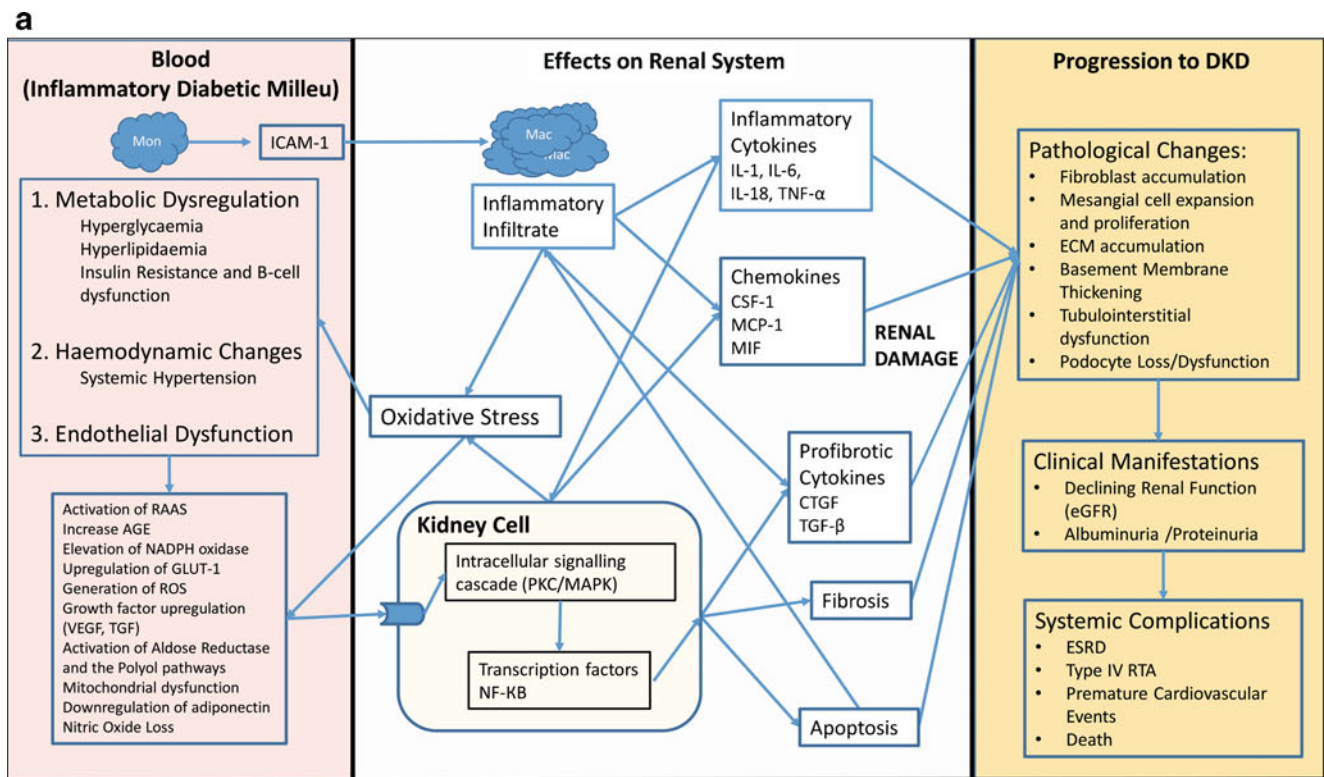 a
Blood
(Inflammatory Diabetic Milleu)
Mon
ICAM-1
1. Metabolic Dysregulation
Hyperglycaemia
Hyperlipidaemia
Insulin Resistance and B-cell
dysfunction
2. Haemodynamic Changes
Systemic Hypertension
3. Endothelial Dysfunction
Activation of RAAS
Increase AGE
Elevation of NADPH oxidase
Upregulation of GLUT-1
Generation of ROS
Growth factor upregulation
(VEGF, TGF)
Activation of Aldose Reductase
and the Polyol pathways
Mitochondrial dysfunction
Downregulation of adiponectin
Nitric Oxide Loss
Effects on Renal System
Mac
Mac
Inflammatory
Infiltrate
Oxidative Stress
Kidney Cell
Intracellular signalling
cascade (PKC/MAPK)
Transcription factors
NF-KB
Inflammatory
Cytokines
IL-1, IL-6,
IL-18, TNF-α
Chemokines
CSF-1
MCP-1
MIF
RENAL
DAMAGE
Profibrotic
Cytokines
CTGF
TGF-β
Fibrosis
Apoptosis
Progression to DKD
Pathological Changes:
• Fibroblast accumulation
• Mesangial cell expansion
and proliferation
• ECM accumulation
• Basement Membrane
Thickening
• Tubulointerstitial
dysfunction
• Podocyte Loss/Dysfunction
Clinical Manifestations
• Declining Renal Function
(eGFR)
• Albuminuria /Proteinuria
Systemic Complications
• ESRD
• Type IV RTA
• Premature Cardiovascular
Events
• Death